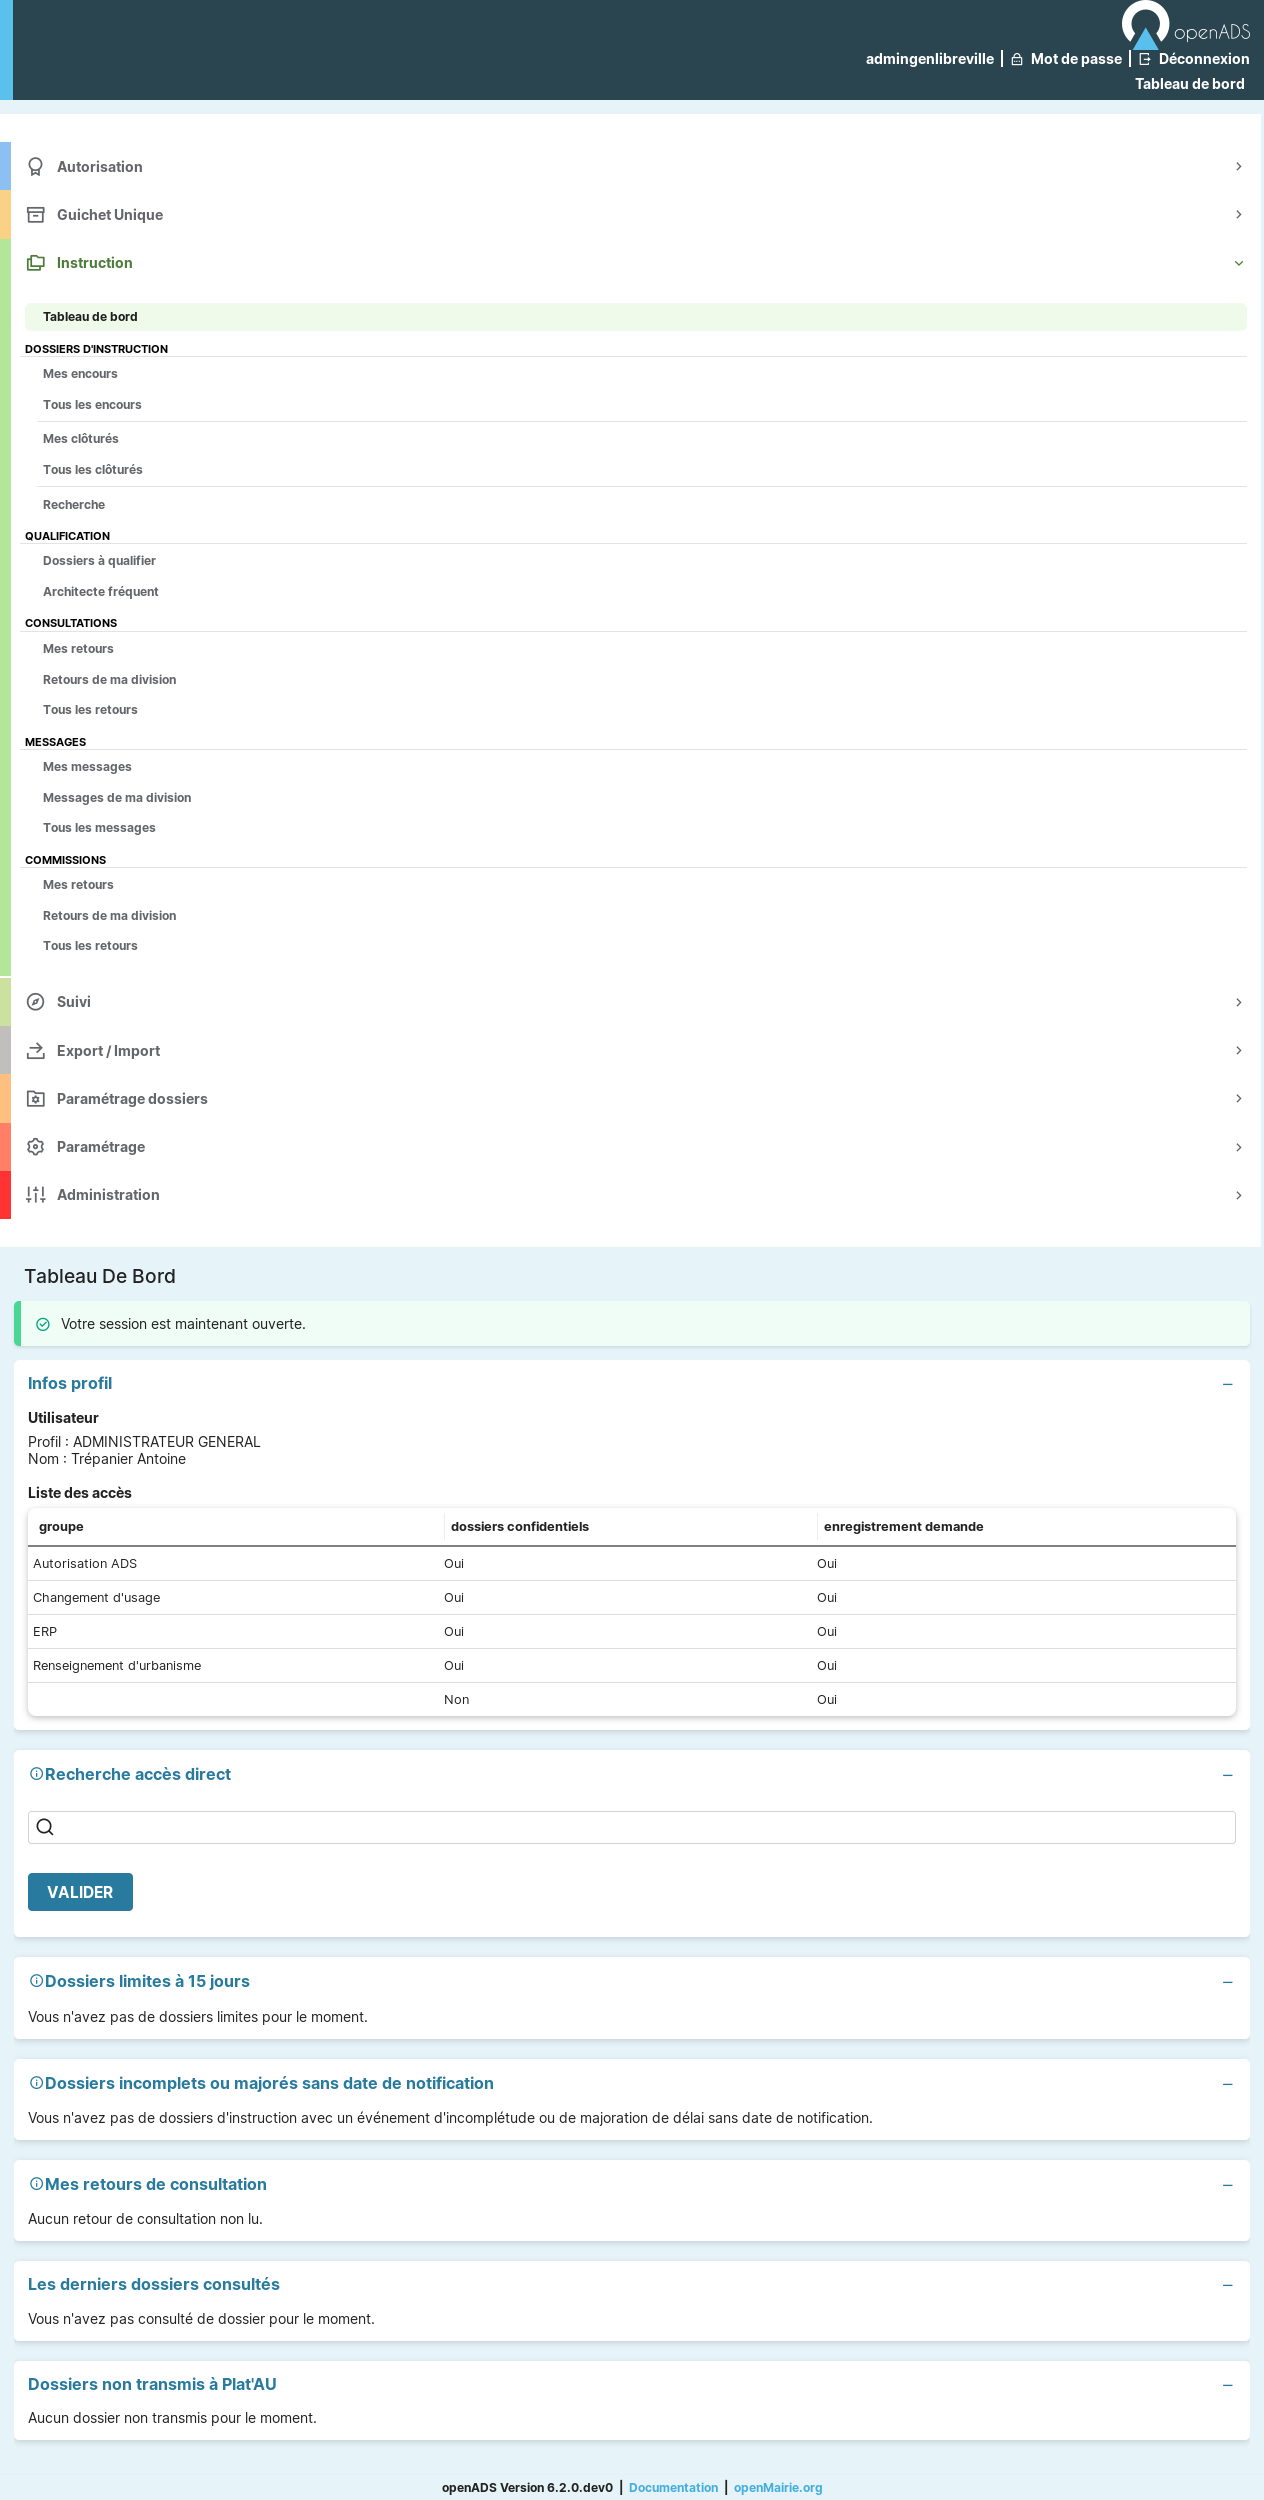 openADS
admingenlibreville | Mot de passe | Déconnexion
Tableau de bord
Autorisation
Guichet Unique
Instruction
Tableau de bord
DOSSIERS D'INSTRUCTION
Mes encours
Tous les encours
Mes clôturés
Tous les clôturés
Recherche
QUALIFICATION
Dossiers à qualifier
Architecte fréquent
CONSULTATIONS
Mes retours
Retours de ma division
Tous les retours
MESSAGES
Mes messages
Messages de ma division
Tous les messages
COMMISSIONS
Mes retours
Retours de ma division
Tous les retours
Suivi
Export / Import
Paramétrage dossiers
Paramétrage
Administration
Tableau De Bord
Votre session est maintenant ouverte.
Infos profil
Utilisateur
Profil : ADMINISTRATEUR GENERAL
Nom : Trépanier Antoine
Liste des accès
groupe dossiers confidentiels enregistrement demande
Autorisation ADS Oui Oui
Changement d'usage Oui Oui
ERP Oui Oui
Renseignement d'urbanisme Oui Oui
Non Oui
Recherche accès direct
VALIDER
Dossiers limites à 15 jours
Vous n'avez pas de dossiers limites pour le moment.
Dossiers incomplets ou majorés sans date de notification
Vous n'avez pas de dossiers d'instruction avec un événement d'incomplétude ou de majoration de délai sans date de notification.
Mes retours de consultation
Aucun retour de consultation non lu.
Les derniers dossiers consultés
Vous n'avez pas consulté de dossier pour le moment.
Dossiers non transmis à Plat'AU
Aucun dossier non transmis pour le moment.
openADS Version 6.2.0.dev0 | Documentation | openMairie.org